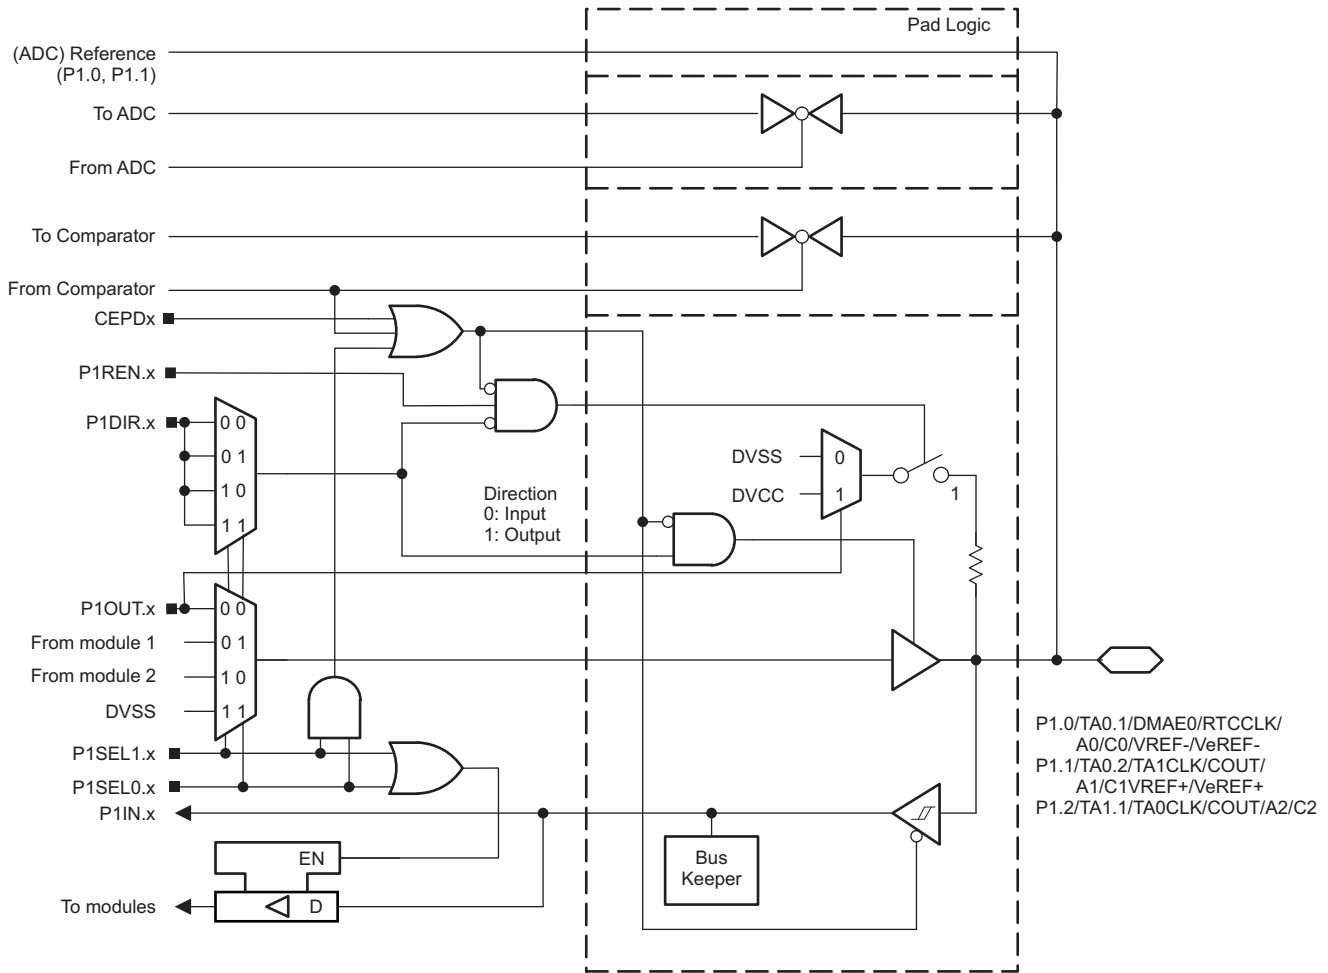 Pad Logic
(ADC) Reference
(P1.0, P1.1)
To ADC
From ADC
To Comparator
From Comparator
CEPDx
P1REN.x
P1DIR.x
0 0
0 1
1 0
1 1
Direction
0: Input
1: Output
DVSS
0
DVCC
1
1
P1OUT.x
0 0
From module 1
0 1
From module 2
1 0
DVSS
1 1
P1SEL1.x
P1SEL0.x
P1IN.x
EN
D
To modules
Bus
Keeper
P1.0/TA0.1/DMAE0/RTCCLK/
A0/C0/VREF-/VeREF-
P1.1/TA0.2/TA1CLK/COUT/
A1/C1VREF+/VeREF+
P1.2/TA1.1/TA0CLK/COUT/A2/C2